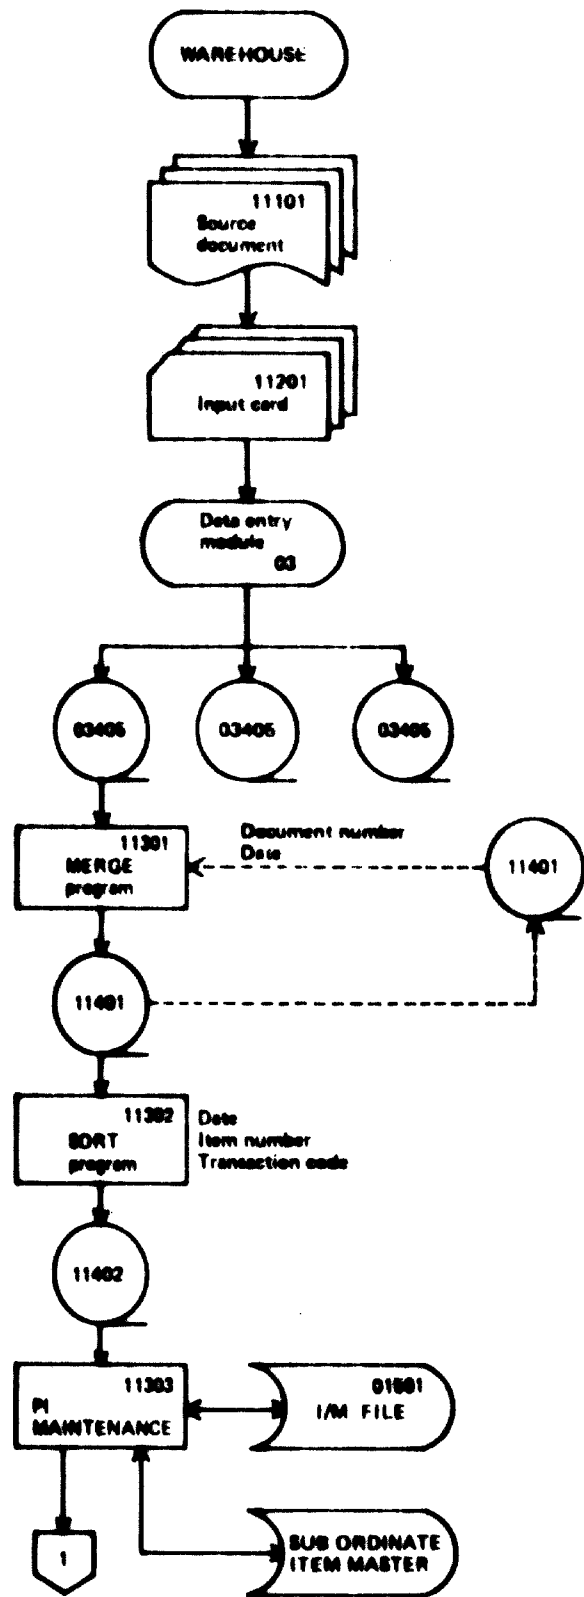 WAREHOUSE
11101
Source
document
11201
Input card
Data entry
module
03
03405
03405
03405
11301
MERGE
program
Document number
Date
11401
11401
11302
SORT
program
Date
Item number
Transaction code
11402
11303
PI
MAINTENANCE
01501
I/M FILE
1
SUB ORDINATE
ITEM MASTER